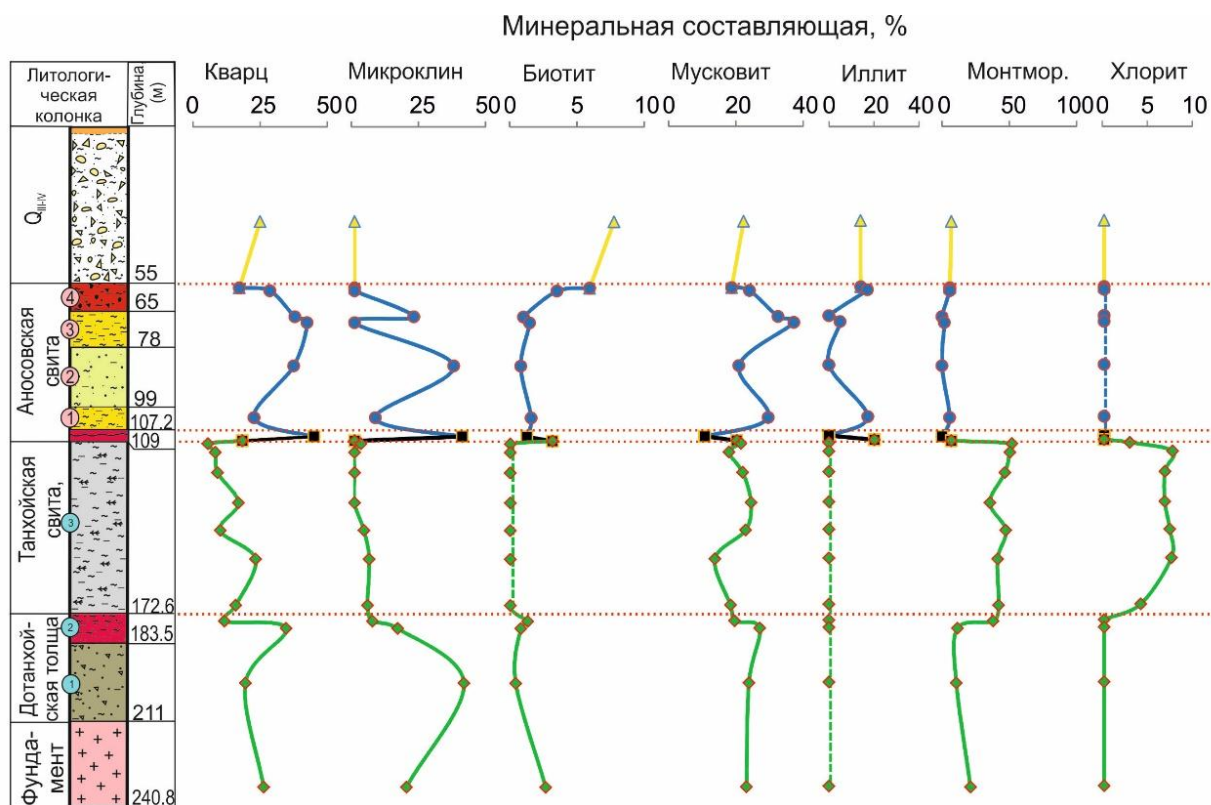 Минеральная составляющая, %
Литологи-
ческая
колонка
Глубина
(м)
Кварц
Микроклин
Биотит
Мусковит
Иллит
Монтмор.
Хлорит
0 25 50
0 25 50
0 5 10
0 20 40
0 20 40
0 50 100
0 5 10
QIII-IV
55
Аносовская
свита
4
65
3
78
2
99
1
107.2
109
Танхойская
свита,
3
172.6
Дотанхой-
ская толща
2
183.5
1
211
Фунда-
мент
240.8